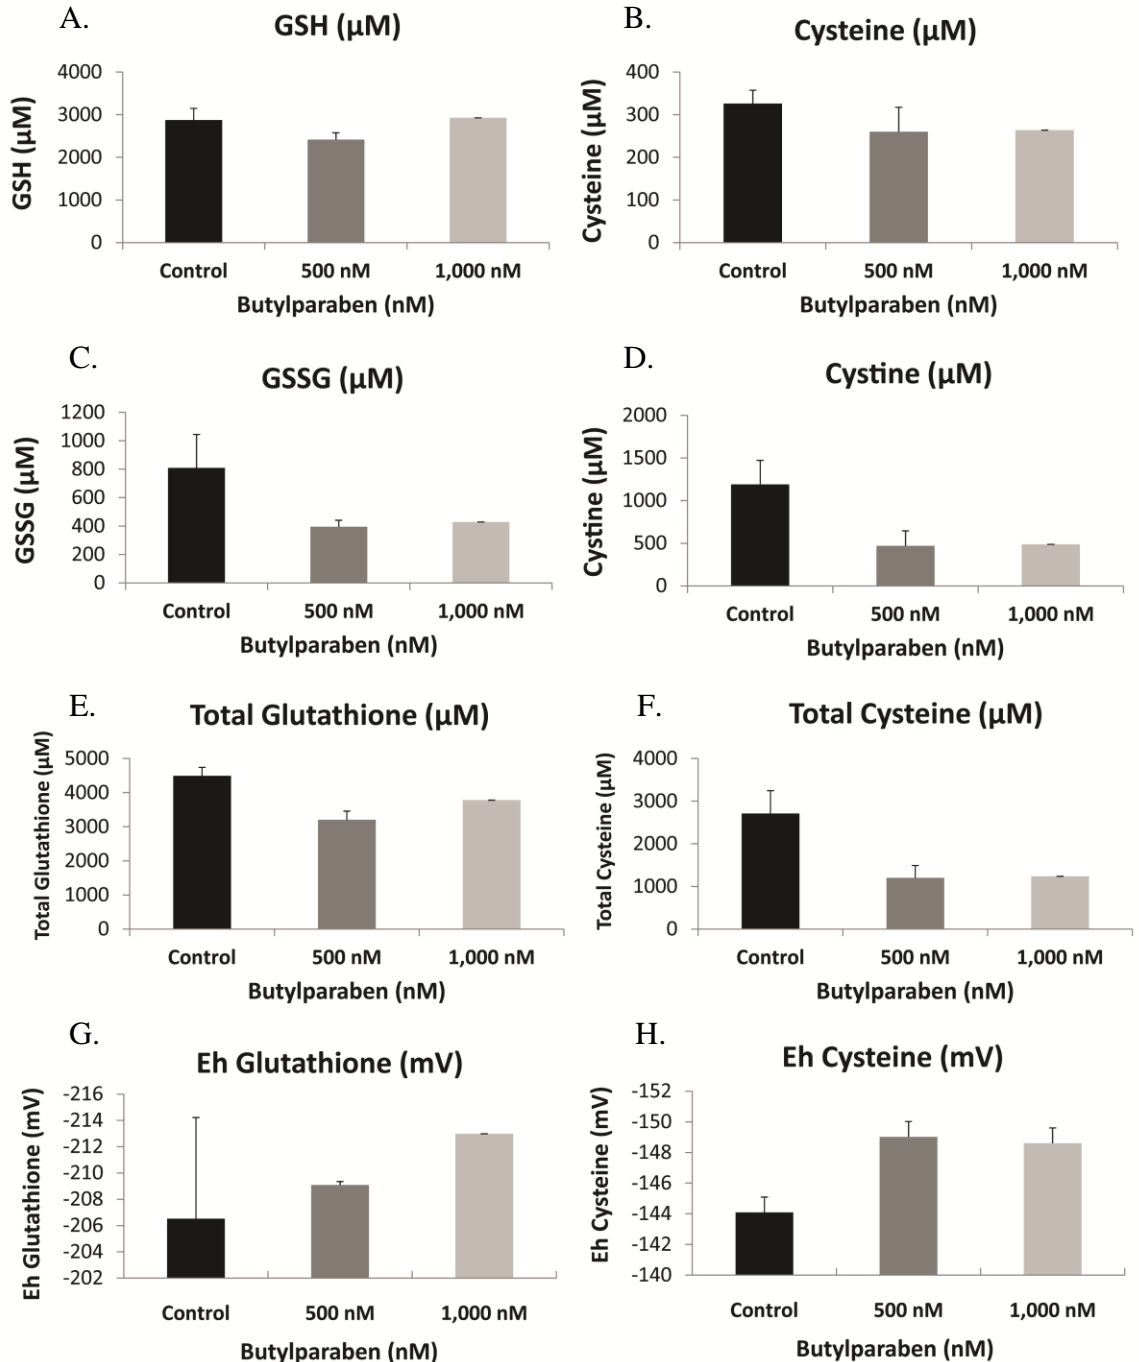 A.
GSH (µM)
GSH (µM)
4000
3000
2000
1000
0
Control 500 nM 1,000 nM
Butylparaben (nM)
B.
Cysteine (µM)
Cysteine (µM)
400
300
200
100
0
Control 500 nM 1,000 nM
Butylparaben (nM)
C.
GSSG (µM)
GSSG (µM)
1200
1000
800
600
400
200
0
Control 500 nM 1,000 nM
Butylparaben (nM)
D.
Cystine (µM)
Cystine (µM)
2000
1500
1000
500
0
Control 500 nM 1,000 nM
Butylparaben (nM)
E.
Total Glutathione (µM)
Total Glutathione (µM)
5000
4000
3000
2000
1000
0
Control 500 nM 1,000 nM
Butylparaben (nM)
F.
Total Cysteine (µM)
Total Cysteine (µM)
4000
3000
2000
1000
0
Control 500 nM 1,000 nM
Butylparaben (nM)
G.
Eh Glutathione (mV)
Eh Glutathione (mV)
-216
-214
-212
-210
-208
-206
-204
-202
Control 500 nM 1,000 nM
Butylparaben (nM)
H.
Eh Cysteine (mV)
Eh Cysteine (mV)
-152
-150
-148
-146
-144
-142
-140
Control 500 nM 1,000 nM
Butylparaben (nM)